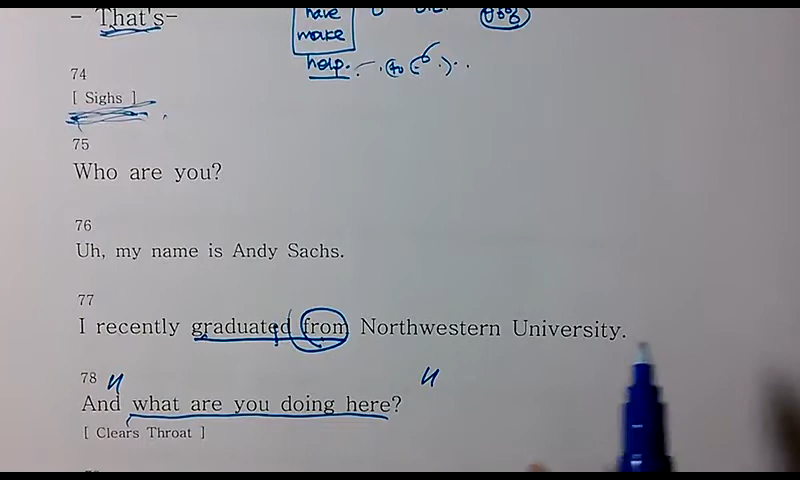 - That's-
have
make
help.
74
[ Sighs ]
75
Who are you?
76
Uh, my name is Andy Sachs.
77
I recently graduated from Northwestern University.
78
And what are you doing here?
[ Clears Throat ]